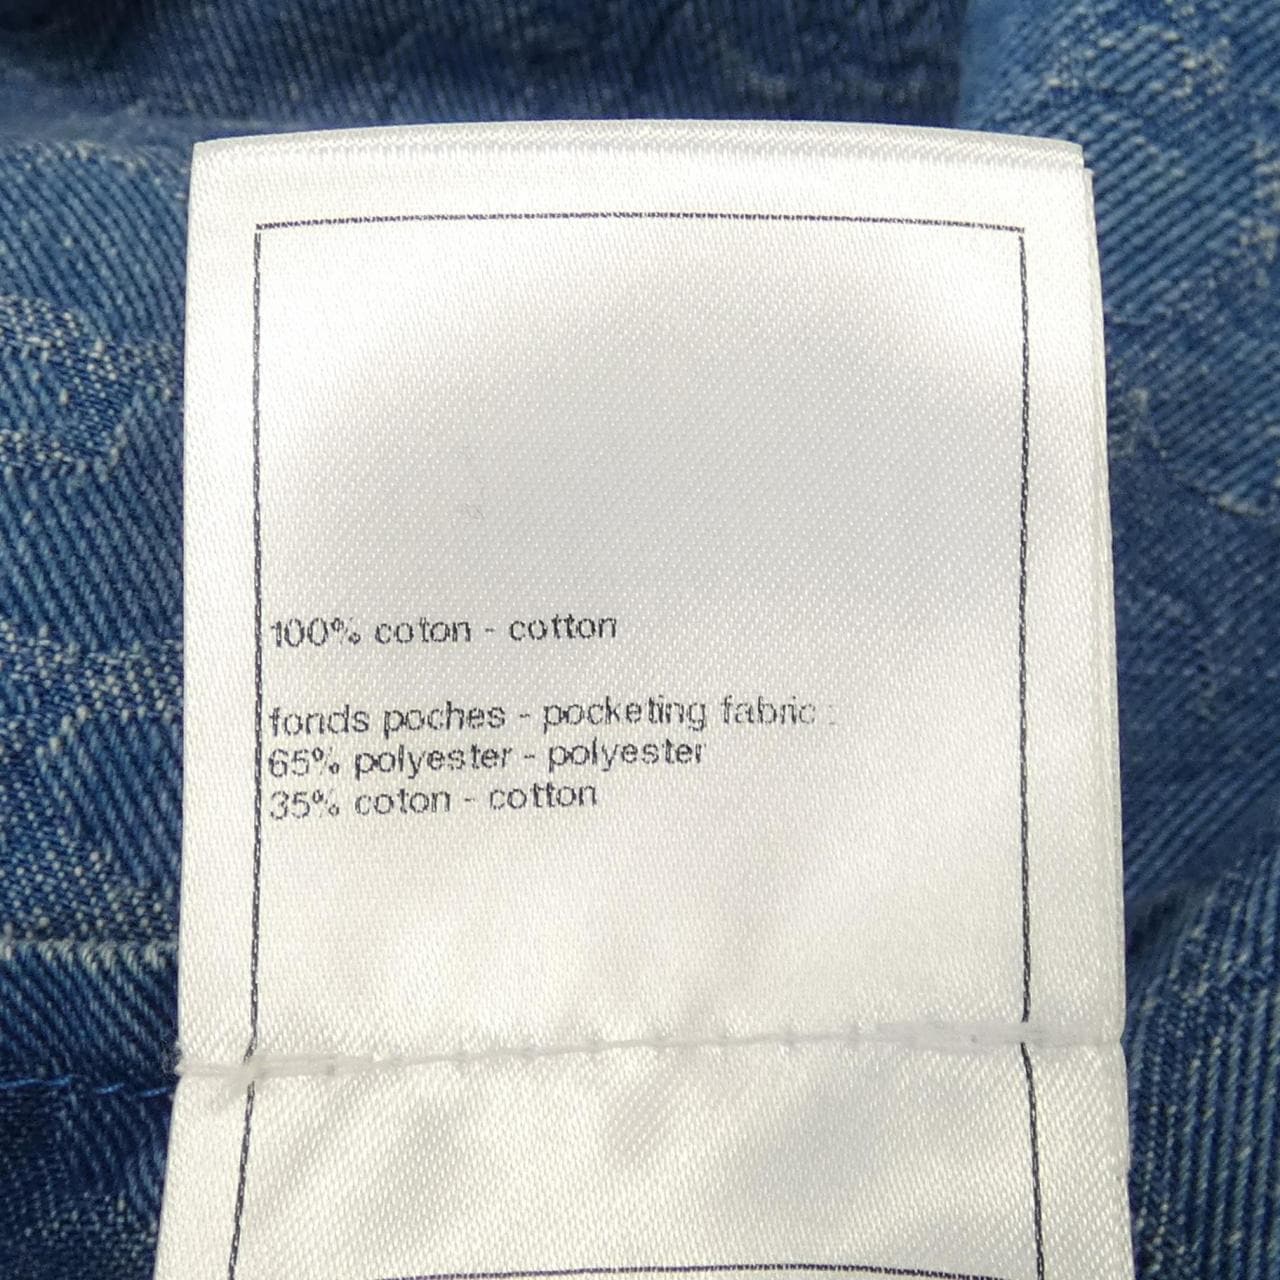 100% coton - cotton
fonds poches - pocketing fabric :
65% polyester - polyester
35% coton - cotton